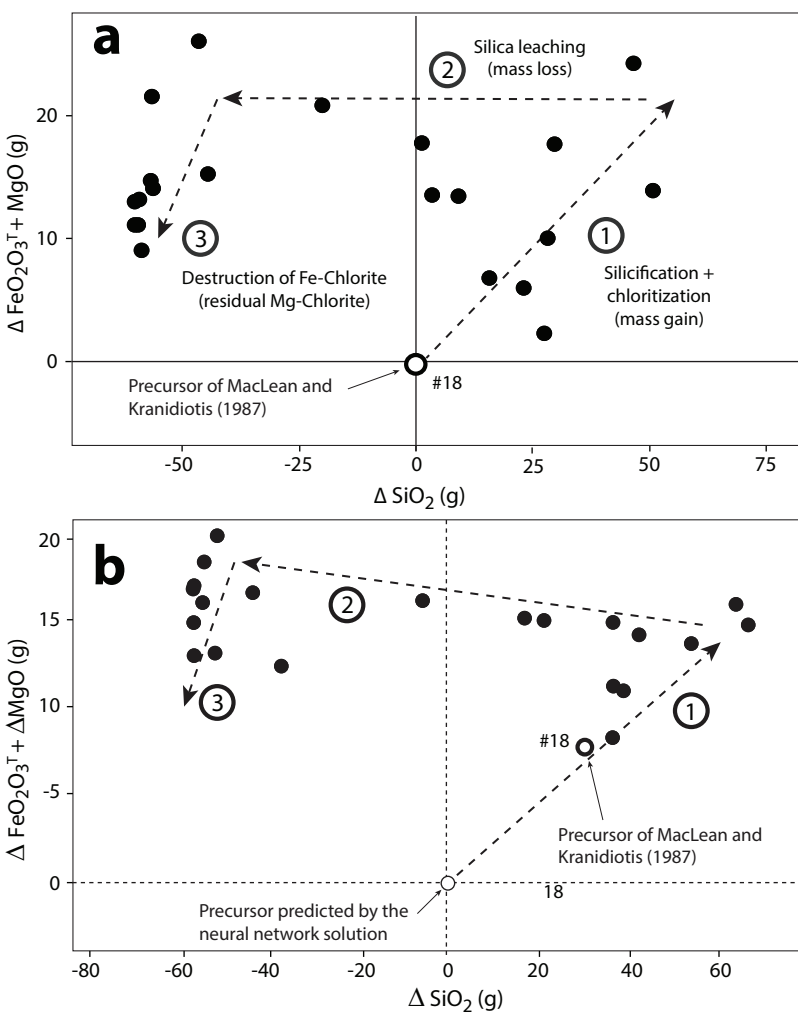 a
Silica leaching
(mass loss)
2
20
10
0
Δ FeO₂O₃ᵀ + MgO (g)
3
1
Destruction of Fe-Chlorite
(residual Mg-Chlorite)
Silicification +
chloritization
(mass gain)
Precursor of MacLean and
Kranidiotis (1987)
#18
-50
-25
0
25
50
75
Δ SiO₂ (g)
b
20
15
10
-5
0
Δ FeO₂O₃ᵀ + ΔMgO (g)
2
3
1
#18
Precursor of MacLean and
Kranidiotis (1987)
18
Precursor predicted by the
neural network solution
-80
-60
-40
-20
0
20
40
60
Δ SiO₂ (g)